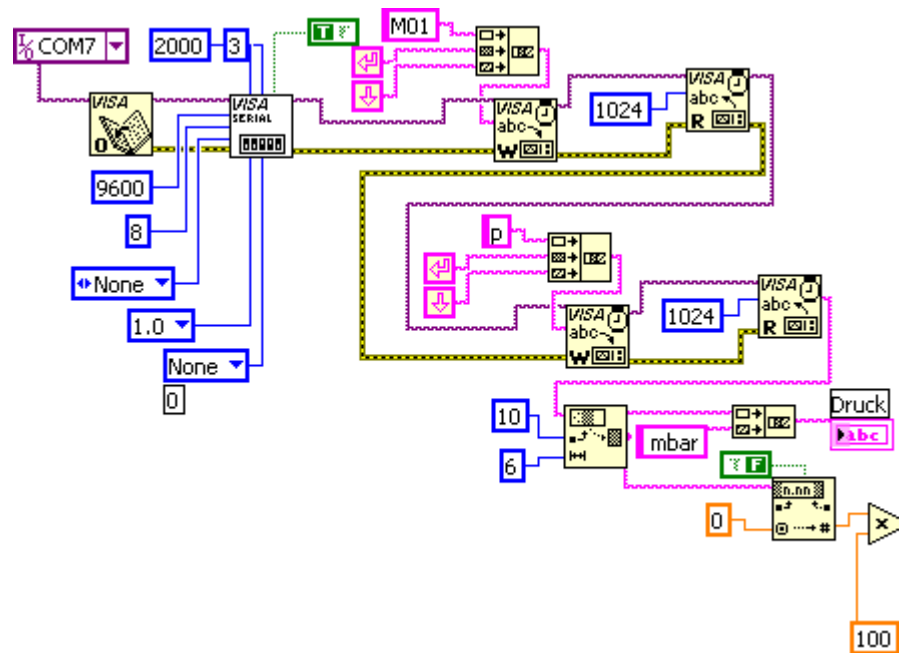 M01
COM7
2000
3
T
VISA
VISA
SERIAL
VISA
abc
W
1024
VISA
abc
R
9600
8
None
1.0
None
0
p
VISA
abc
W
1024
VISA
abc
R
10
6
mbar
Druck
abc
F
n.nn
0
#
100